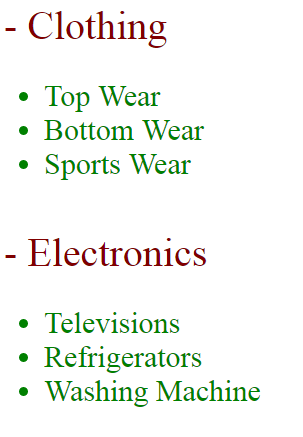 - Clothing
• Top Wear
• Bottom Wear
• Sports Wear
- Electronics
• Televisions
• Refrigerators
• Washing Machine